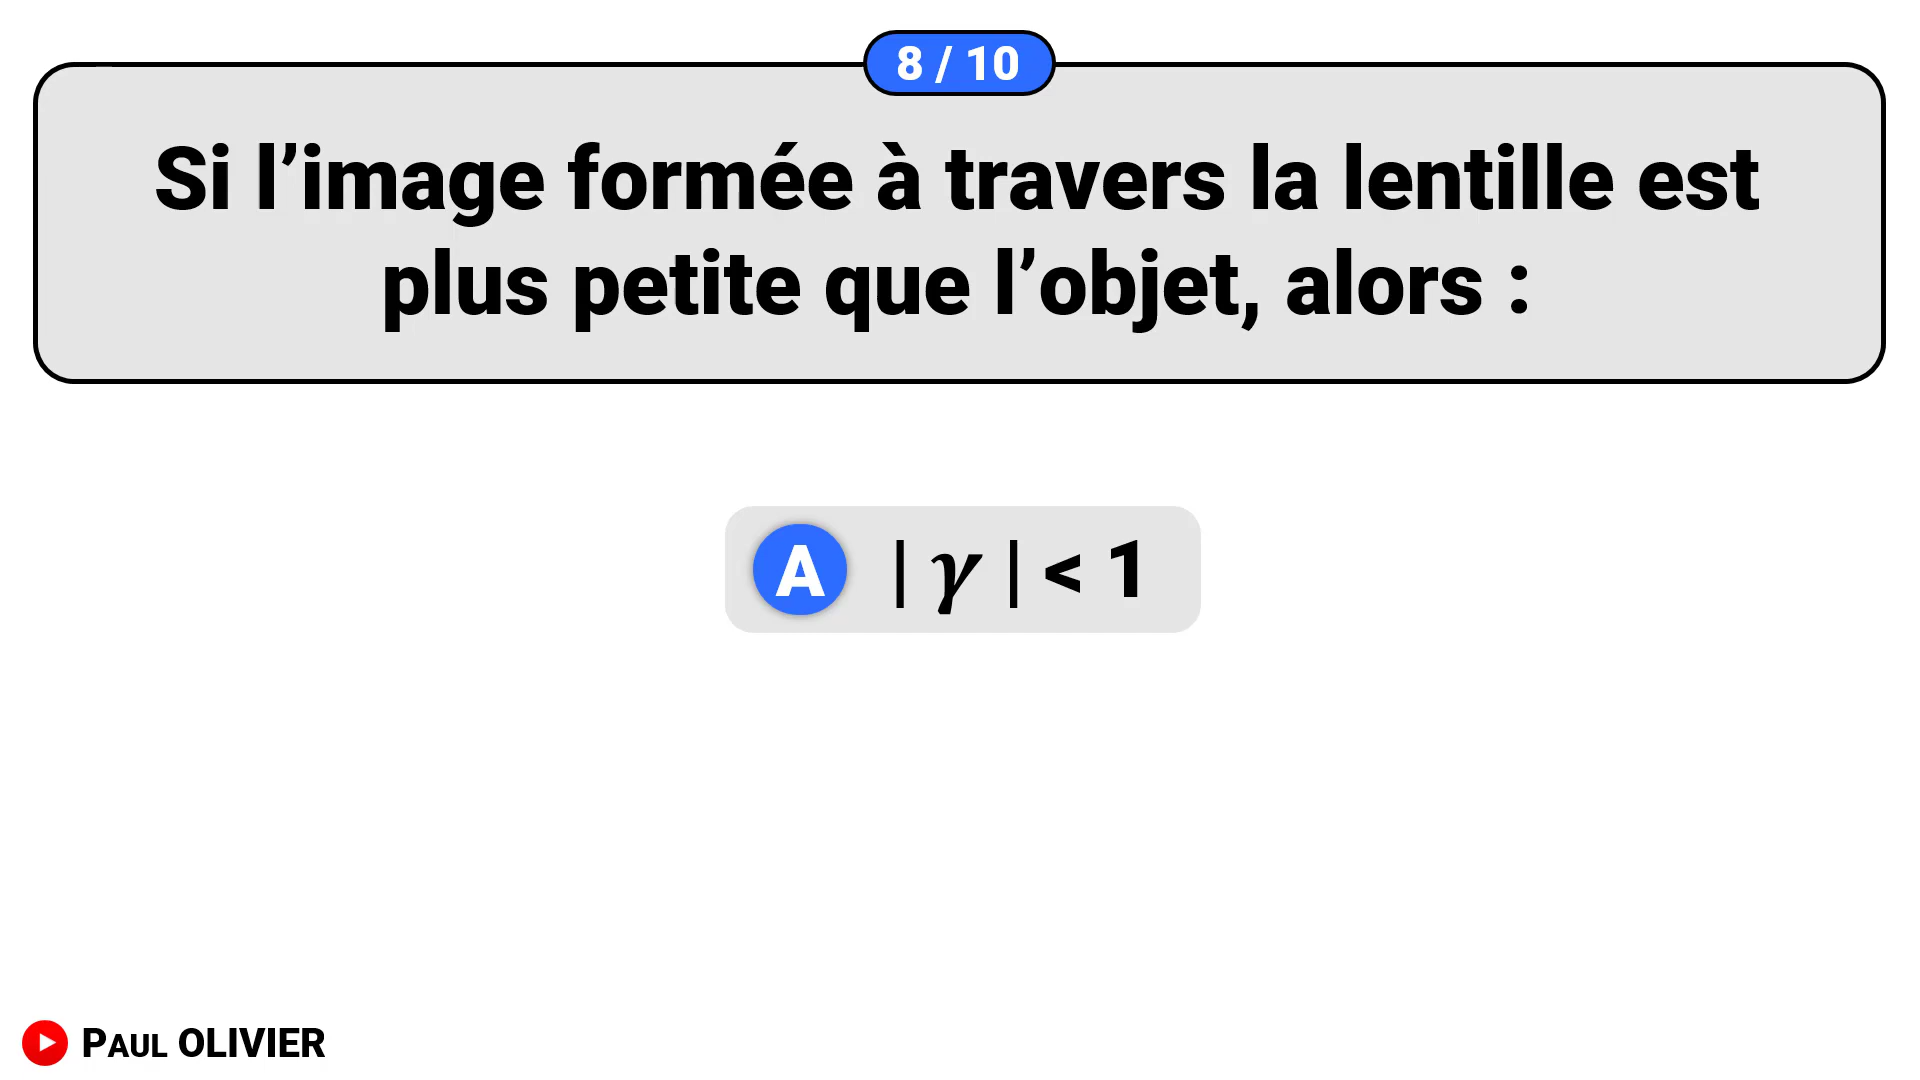 8 / 10
Si l’image formée à travers la lentille est
plus petite que l’objet, alors :
A | γ | < 1
PAUL OLIVIER